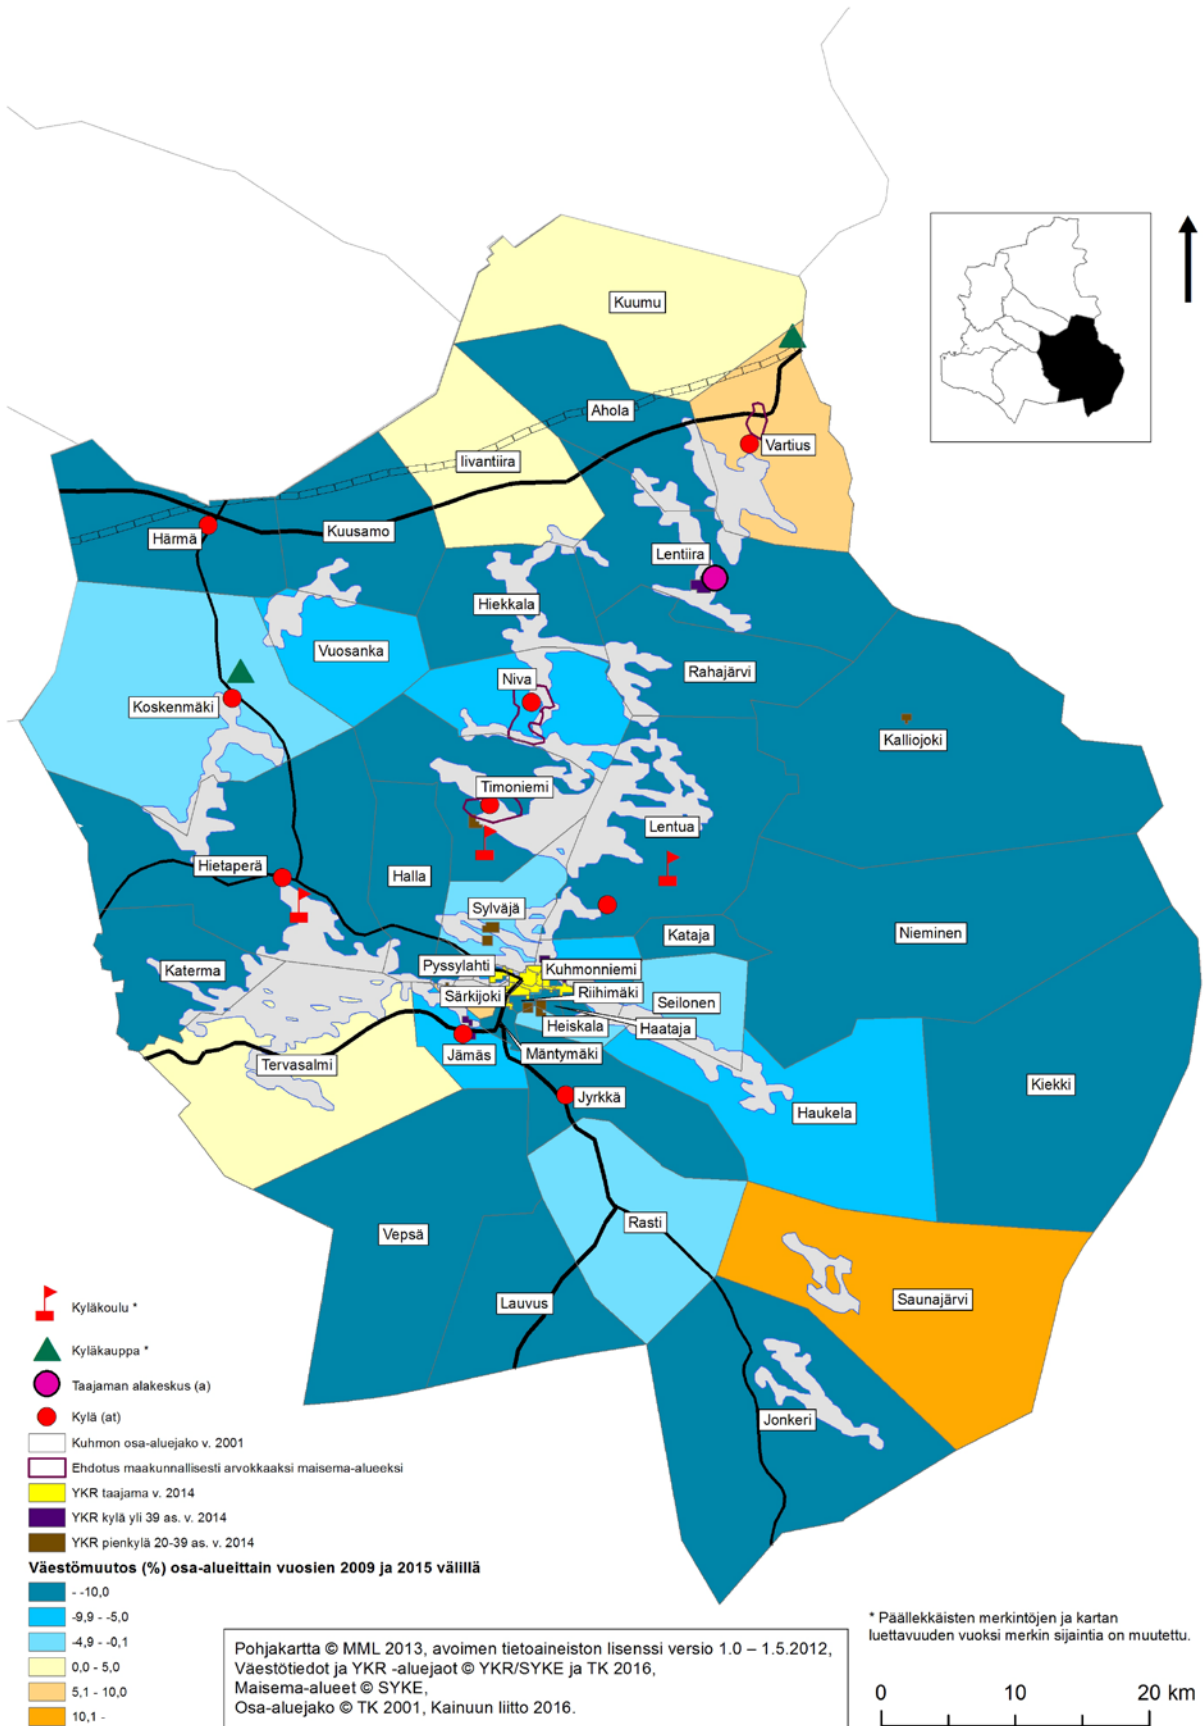 Kuumu
Ahola
Vartius
Iivantiira
Kuusamo
Härmä
Lentiira
Hiekkala
Vuosanka
Rahajärvi
Niva
Koskenmäki
Kalliojoki
Timoniemi
Lentua
Hietaperä
Halla
Sylväjä
Kataja
Nieminen
Katerma
Pyssylahti
Kuhmonniemi
Särkijoki
Riihimäki
Seilonen
Heiskala
Haataja
Jämäs
Mäntymäki
Tervasalmi
Jyrkkä
Kiekki
Haukela
Vepsä
Rasti
Lauvus
Saunajärvi
Jonkeri
Kyläkoulu *
Kyläkauppa *
Taajaman alakeskus (a)
Kylä (at)
Kuhmon osa-aluejako v. 2001
Ehdotus maakunnallisesti arvokkaaksi maisema-alueeksi
YKR taajama v. 2014
YKR kylä yli 39 as. v. 2014
YKR pienkylä 20-39 as. v. 2014
Väestömuutos (%) osa-alueittain vuosien 2009 ja 2015 välillä
- -10,0
-9,9 - -5,0
-4,9 - -0,1
0,0 - 5,0
5,1 - 10,0
10,1 -
Pohjakartta © MML 2013, avoimen tietoaineiston lisenssi versio 1.0 – 1.5.2012,
Väestötiedot ja YKR -aluejaot © YKR/SYKE ja TK 2016,
Maisema-alueet © SYKE,
Osa-aluejako © TK 2001, Kainuun liitto 2016.
* Päällekkäisten merkintöjen ja kartan
luettavuuden vuoksi merkin sijaintia on muutettu.
0 10 20 km